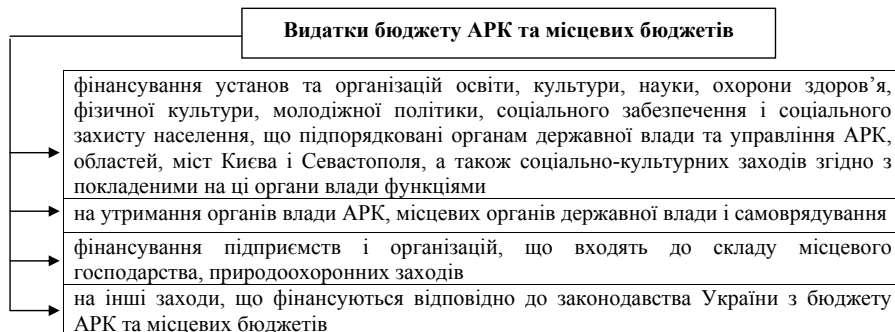 Видатки бюджету АРК та місцевих бюджетів
фінансування установ та організацій освіти, культури, науки, охорони здоров’я,
фізичної культури, молодіжної політики, соціального забезпечення і соціального
захисту населення, що підпорядковані органам державної влади та управління АРК,
областей, міст Києва і Севастополя, а також соціально-культурних заходів згідно з
покладеними на ці органи влади функціями
на утримання органів влади АРК, місцевих органів державної влади і самоврядування
фінансування підприємств і організацій, що входять до складу місцевого
господарства, природоохоронних заходів
на інші заходи, що фінансуються відповідно до законодавства України з бюджету
АРК та місцевих бюджетів